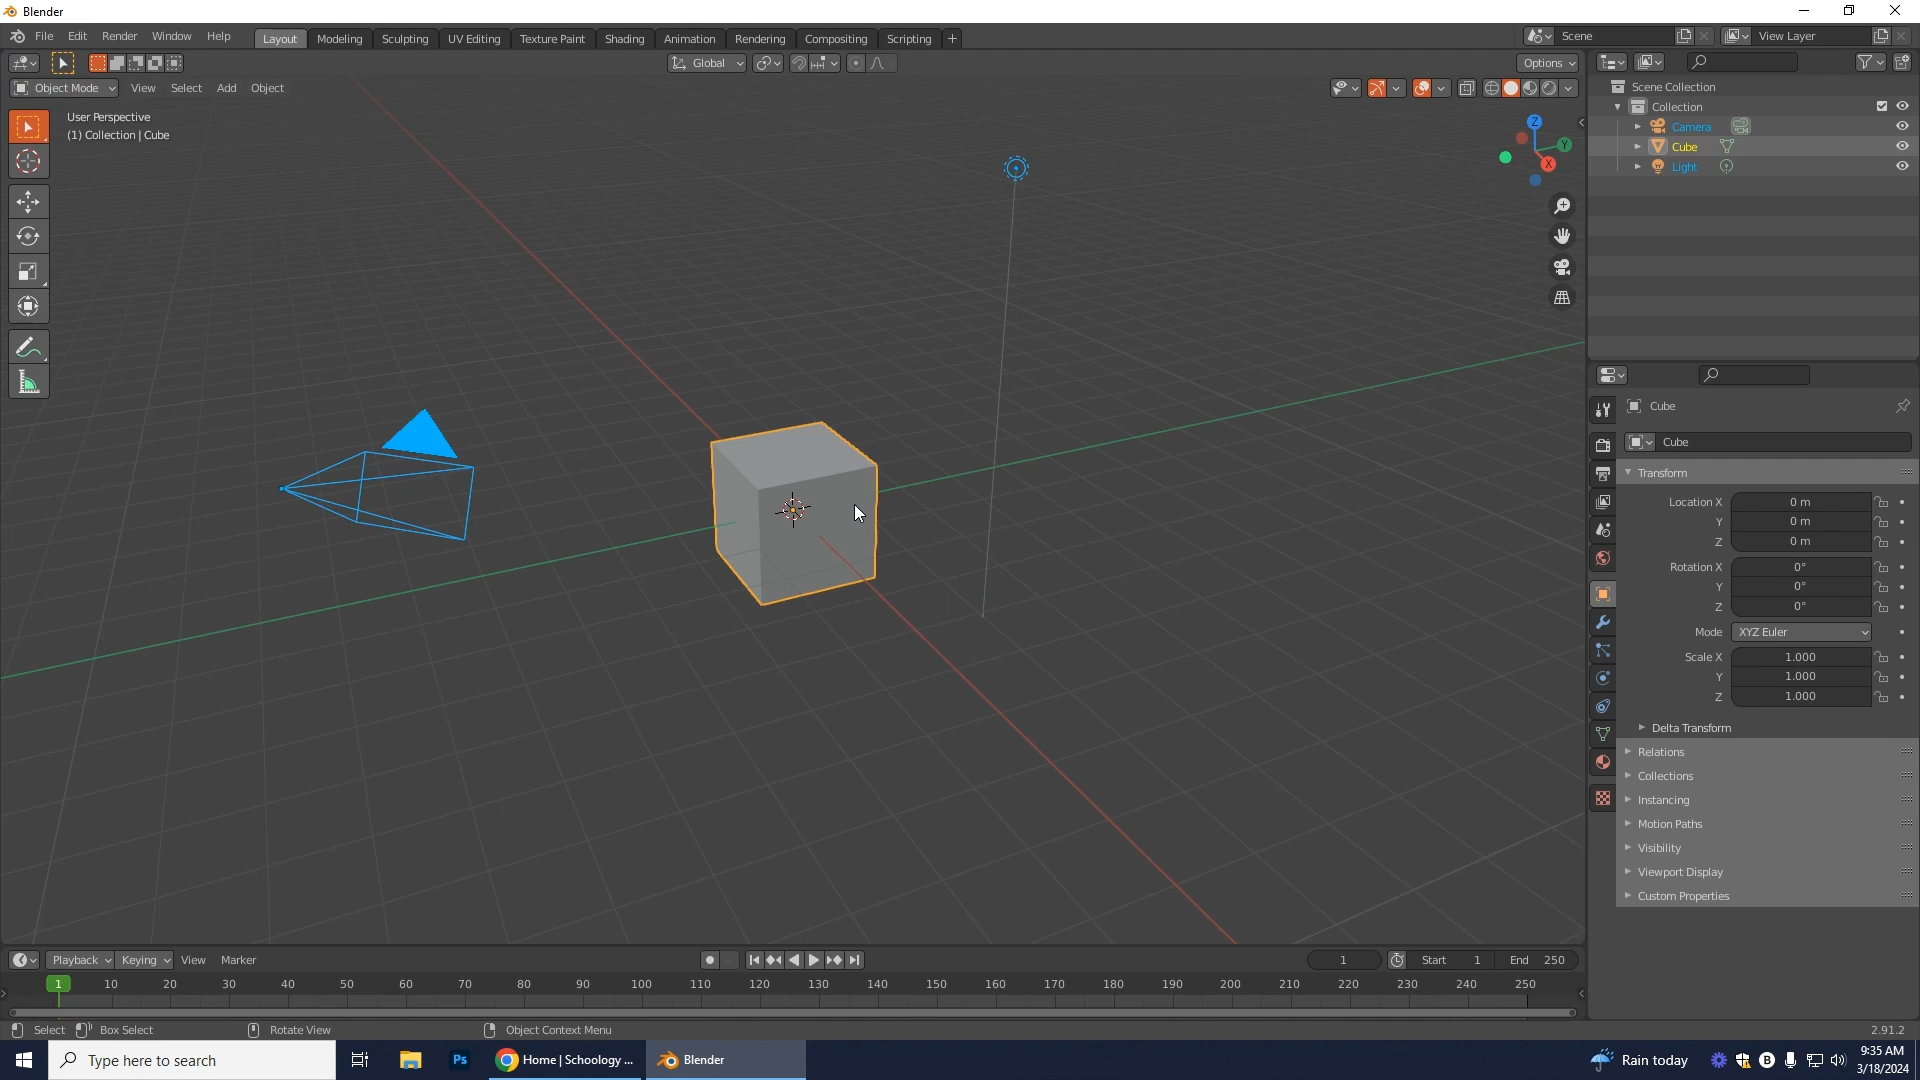 Blender
File Edit Render Window Help Layout Modeling Sculpting UV Editing Texture Paint Shading Animation Rendering Compositing Scripting + Scene View Layer
Global Options
Object Mode View Select Add Object
User Perspective
(1) Collection | Cube
Z
Y
X
Scene Collection
Collection
Camera
Cube
Light
Cube
Cube
Transform
Location X 0 m
Y 0 m
Z 0 m
Rotation X 0°
Y 0°
Z 0°
Mode XYZ Euler
Scale X 1.000
Y 1.000
Z 1.000
Delta Transform
Relations
Collections
Instancing
Motion Paths
Visibility
Viewport Display
Custom Properties
Playback Keying View Marker 1 Start 1 End 250
1 10 20 30 40 50 60 70 80 90 100 110 120 130 140 150 160 170 180 190 200 210 220 230 240 250
Select Box Select Rotate View Object Context Menu 2.91.2
Type here to search Ps Home | Schoology ... Blender Rain today B 9:35 AM
3/18/2024